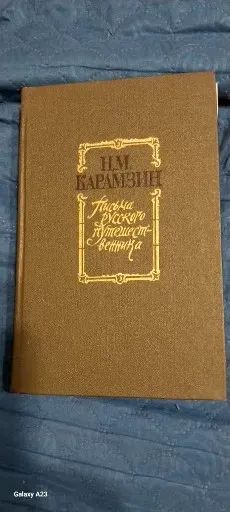 Н.М.
КАРАМЗИН
Письма
русского
путешест-
венника
Galaxy A23